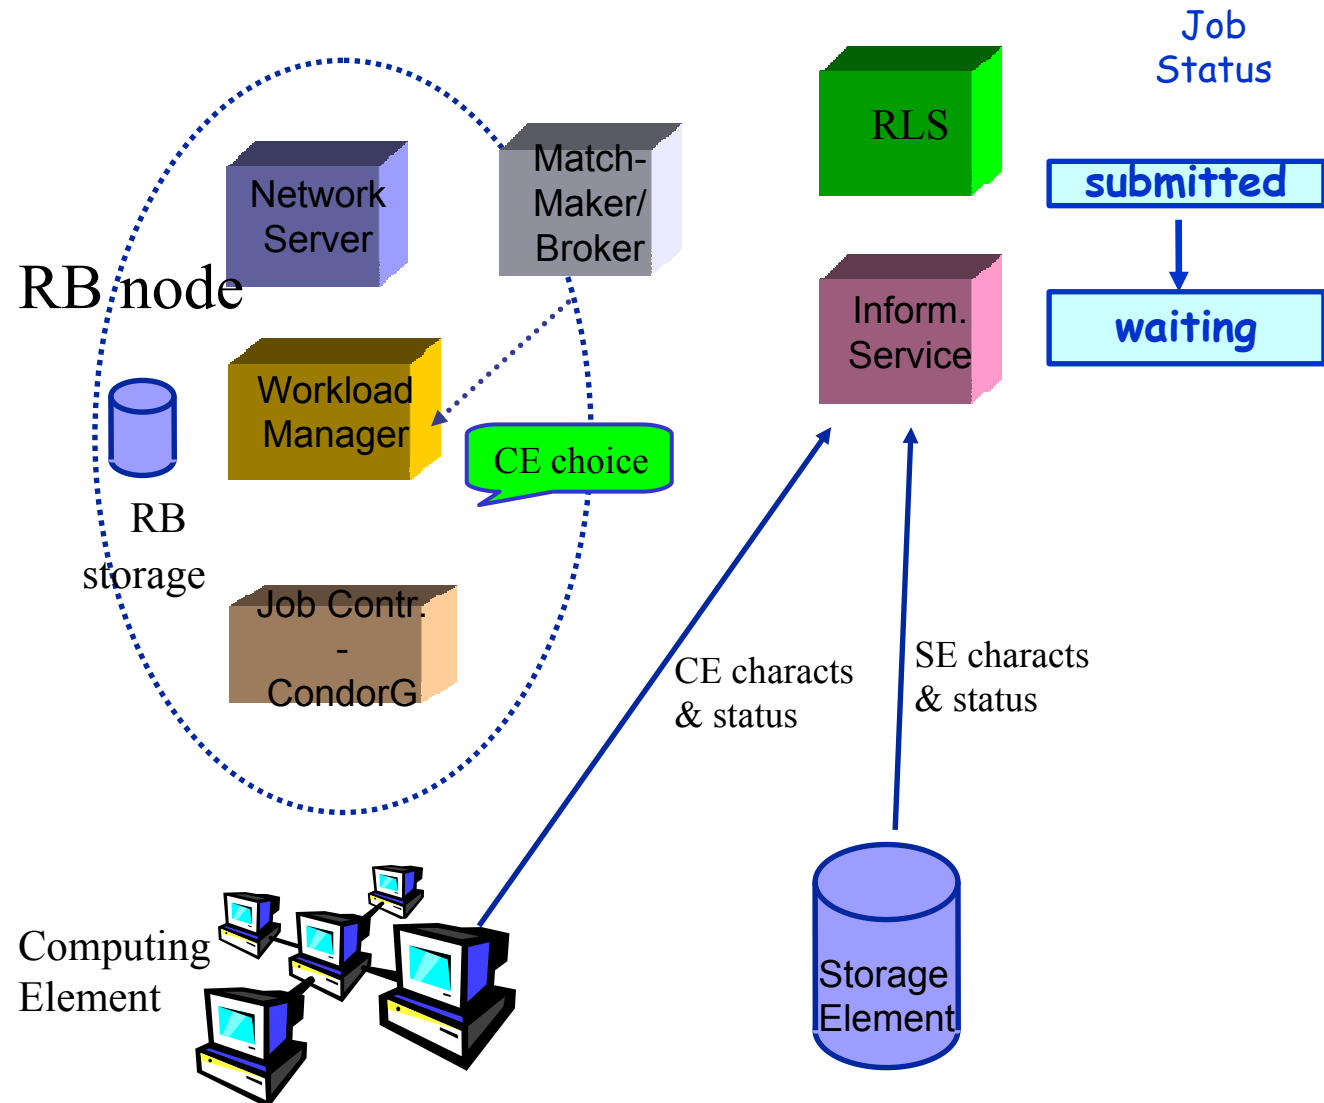 Job
Status
RLS
Match-
Maker/
Broker
Network
Server
submitted
RB node
Inform.
Service
waiting
Workload
Manager
CE choice
RB
storage
Job Contr.
-
CondorG
CE characts
& status
SE characts
& status
Computing
Element
Storage
Element